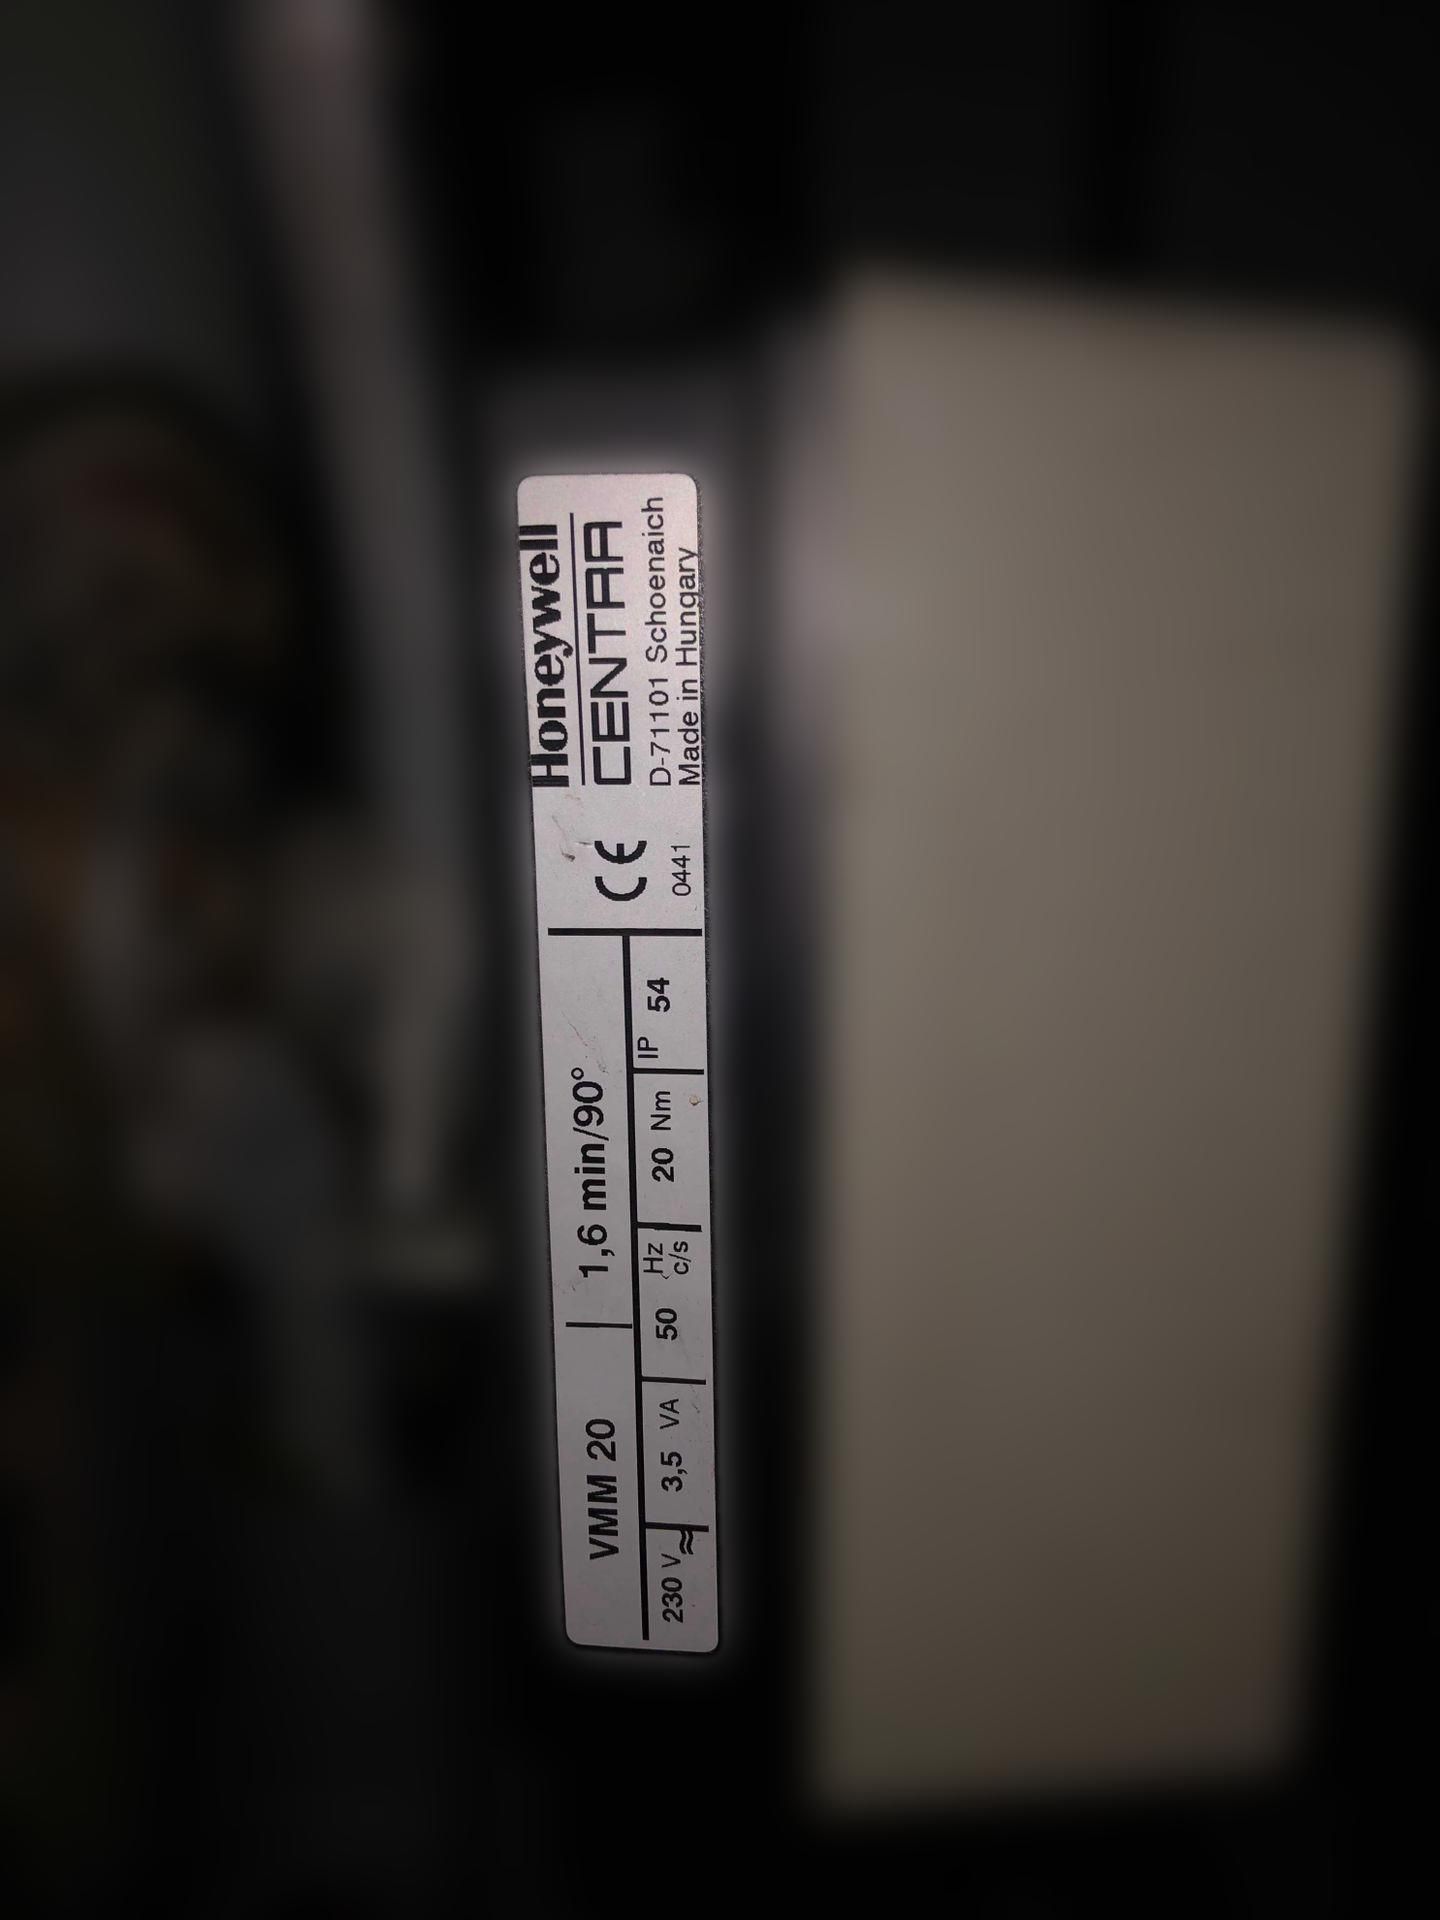 VMM 20 1,6 min/90°
230 V ≈ 3,5 VA 50 Hz c/s 20 Nm IP 54
CE
0441
Honeywell
CENTRA
D-71101 Schoenaich
Made in Hungary